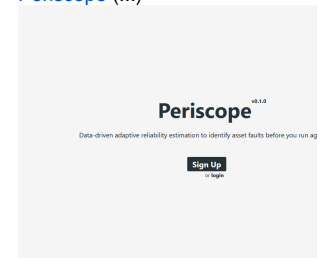 Periscope (...)
Periscope v0.1.0
Data-driven adaptive reliability estimation to identify asset faults before you run ag
Sign Up
or login